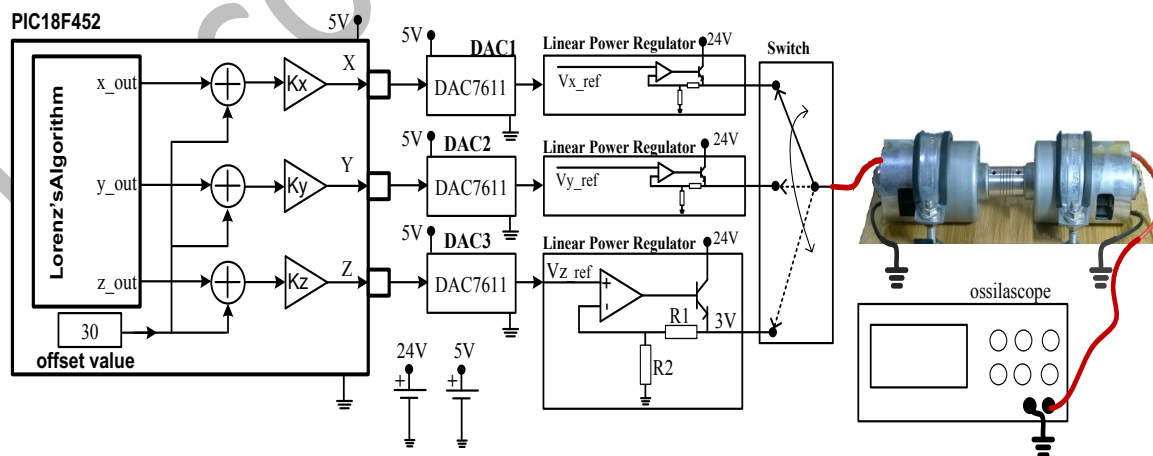 PIC18F452
5V
Lorenz'sAlgorithm
x_out
y_out
z_out
30
offset value
Kx
Ky
Kz
X
Y
Z
5V
DAC1
DAC7611
5V
DAC2
DAC7611
5V
DAC3
DAC7611
24V
5V
+
+
Linear Power Regulator
24V
Vx_ref
Linear Power Regulator
24V
Vy_ref
Linear Power Regulator
24V
Vz_ref
+
-
R1
3V
R2
Switch
ossilascope